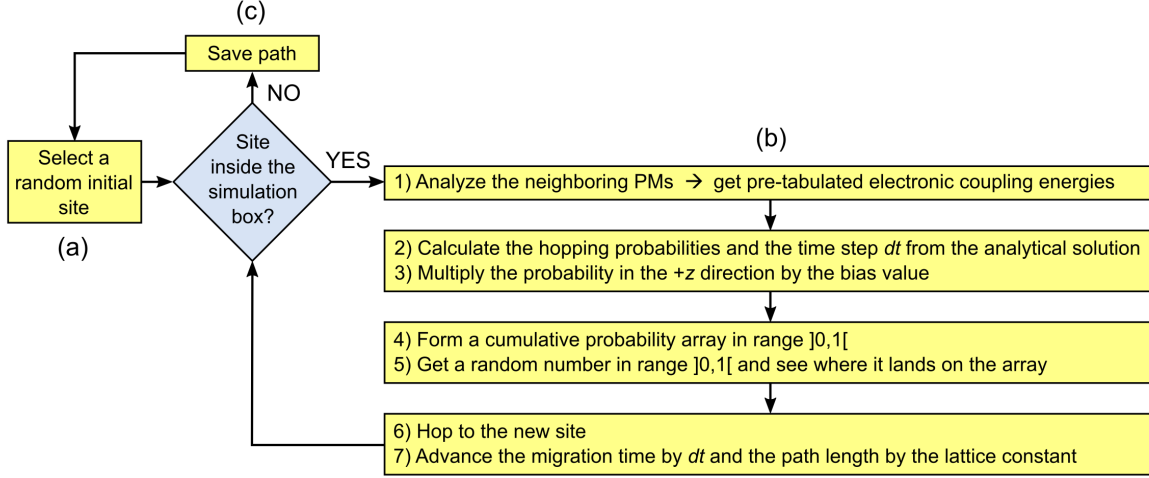 (c)
Save path
NO
Select a
random initial
site
(a)
Site
inside the
simulation
box?
YES
(b)
1) Analyze the neighboring PMs → get pre-tabulated electronic coupling energies
2) Calculate the hopping probabilities and the time step dt from the analytical solution
3) Multiply the probability in the +z direction by the bias value
4) Form a cumulative probability array in range ]0,1[
5) Get a random number in range ]0,1[ and see where it lands on the array
6) Hop to the new site
7) Advance the migration time by dt and the path length by the lattice constant